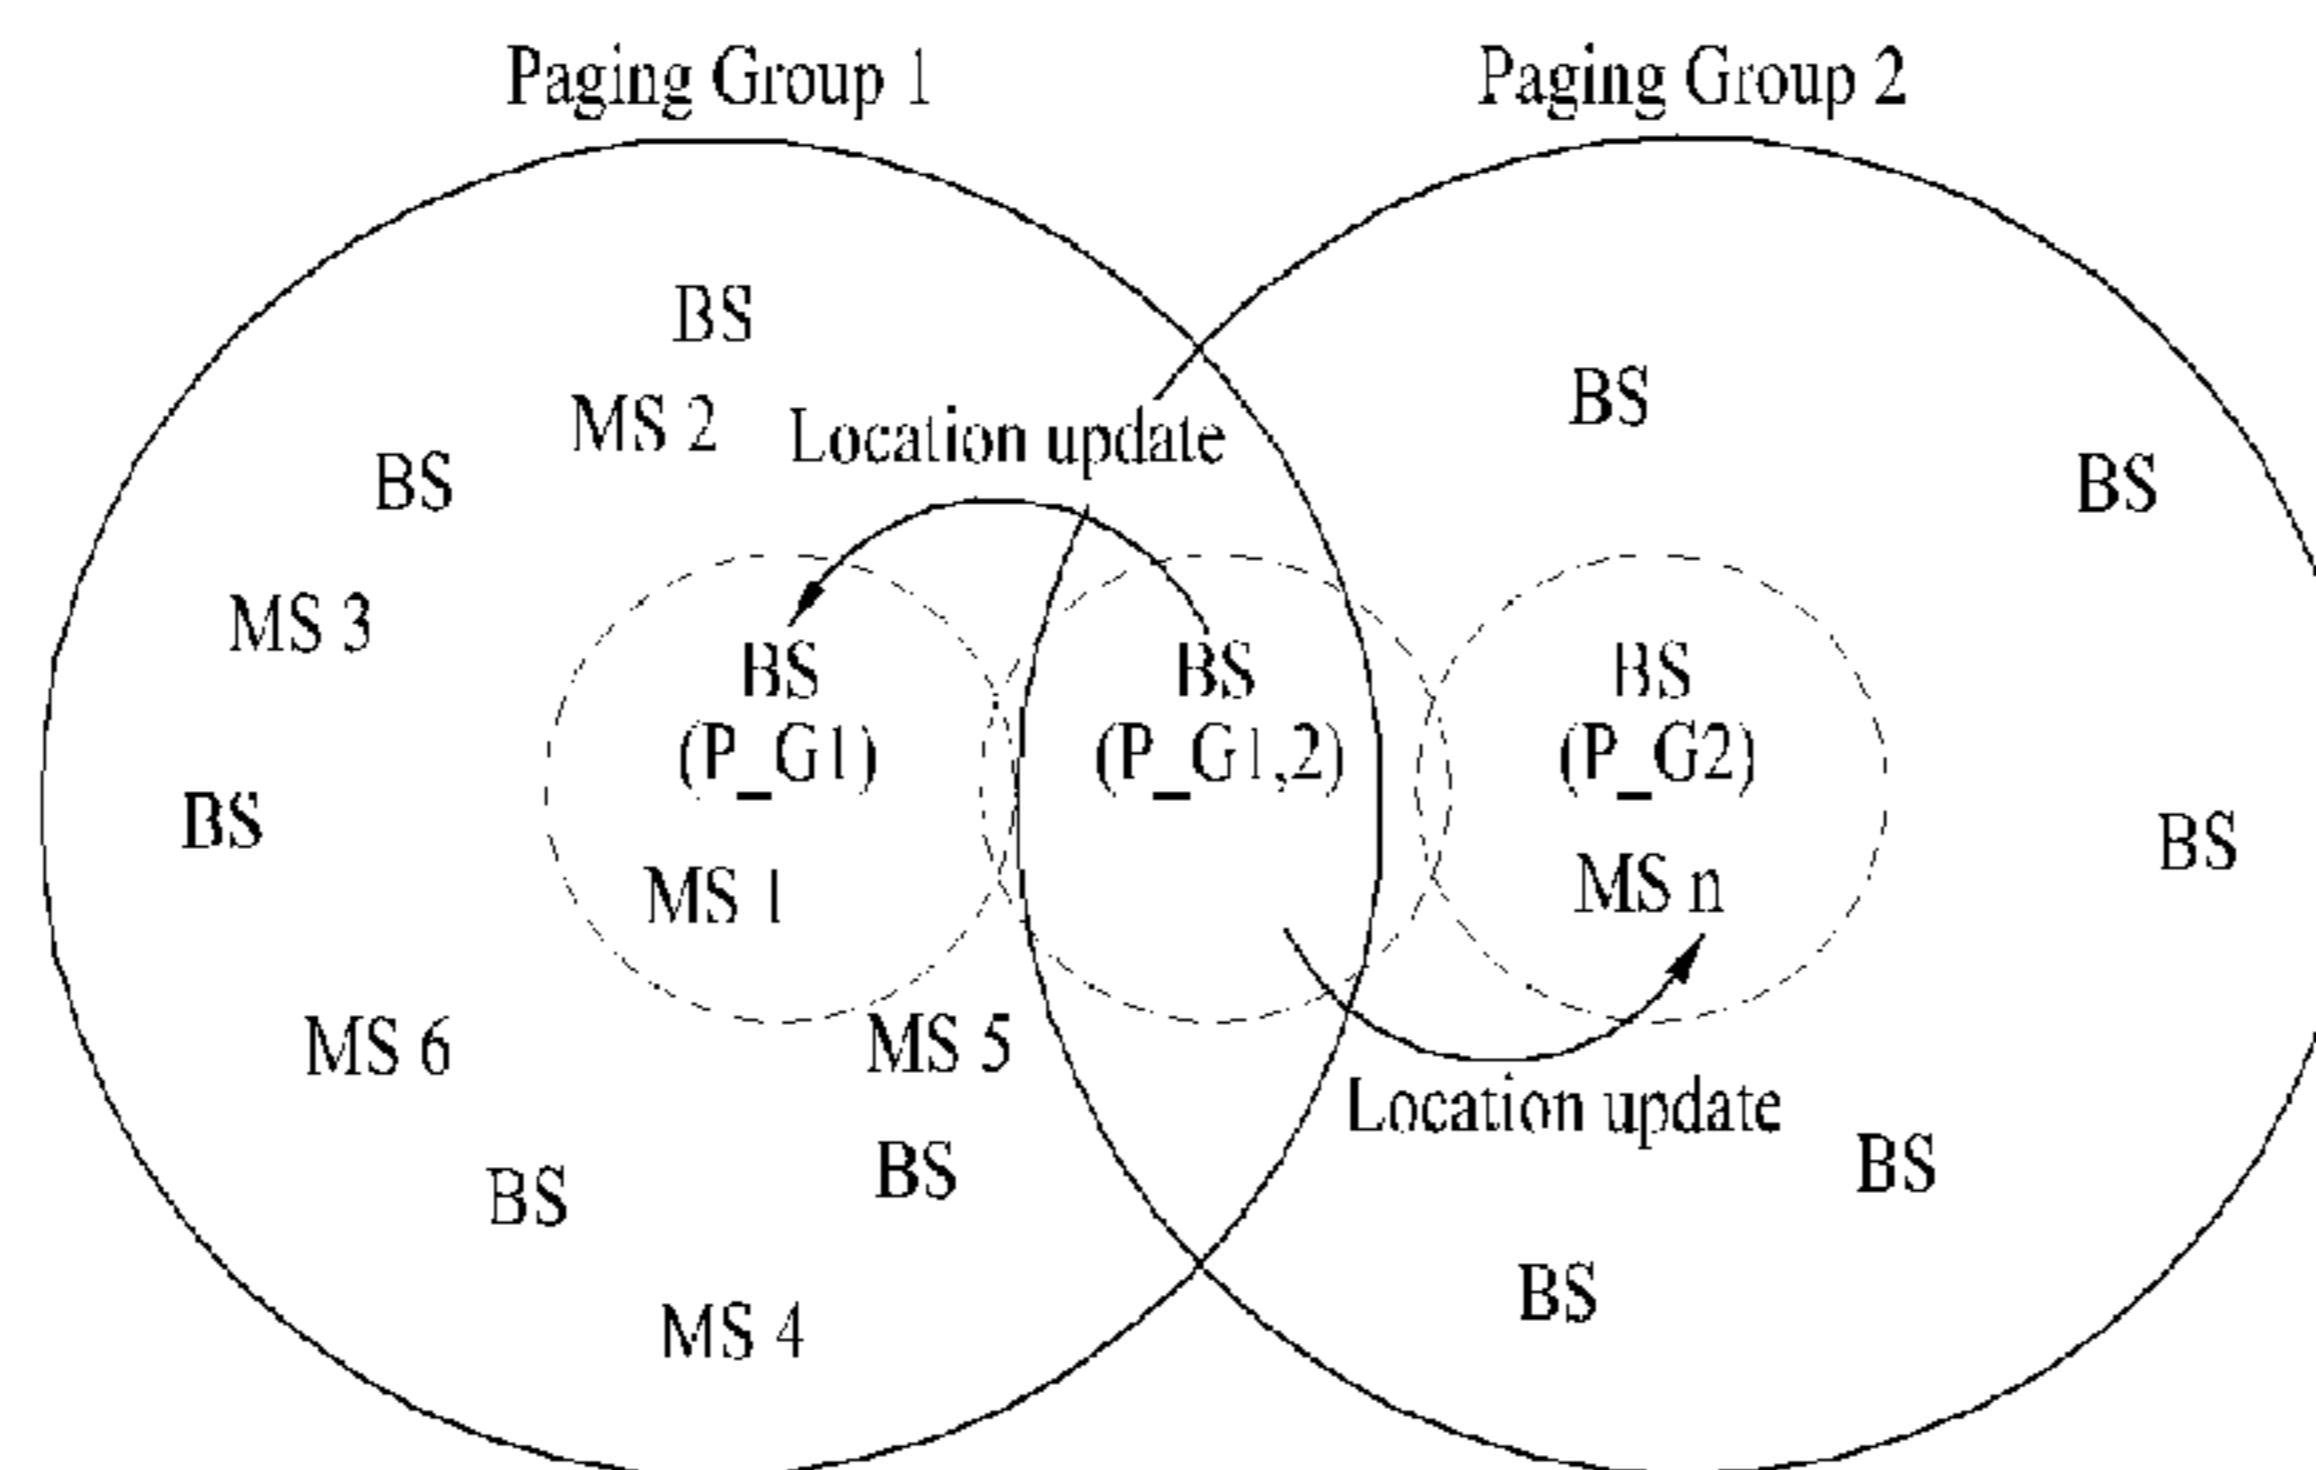 Paging Group 1
Paging Group 2
BS
MS 2
Location update
BS
BS
BS
MS 3
BS
(P_G1)
BS
(P_G1,2)
BS
(P_G2)
BS
MS 1
MS n
BS
MS 6
MS 5
Location update
BS
BS
BS
BS
MS 4